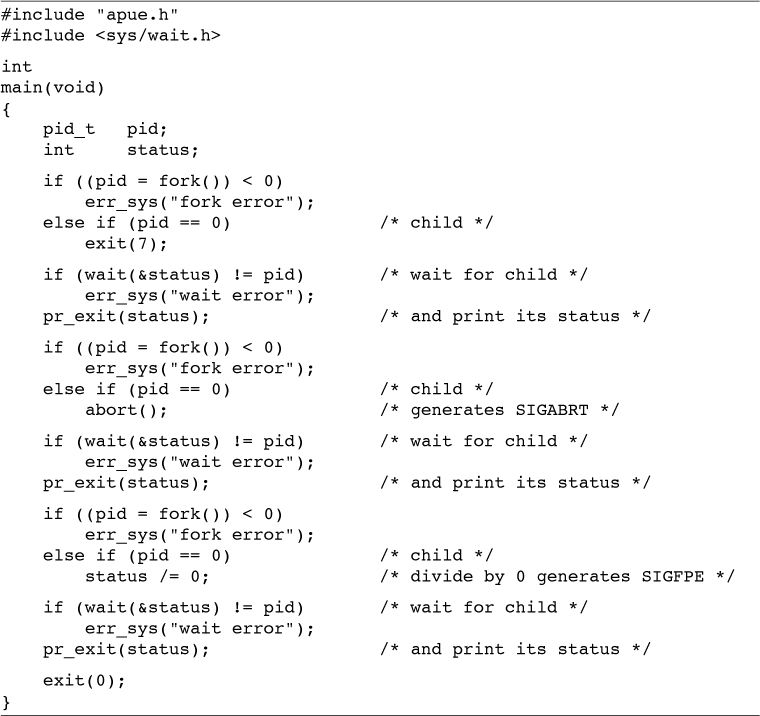 #include "apue.h"
#include <sys/wait.h>
int
main(void)
{
    pid_t   pid;
    int     status;
    if ((pid = fork()) < 0)
        err_sys("fork error");
    else if (pid == 0)              /* child */
        exit(7);
    if (wait(&status) != pid)       /* wait for child */
        err_sys("wait error");
    pr_exit(status);                /* and print its status */
    if ((pid = fork()) < 0)
        err_sys("fork error");
    else if (pid == 0)              /* child */
        abort();                    /* generates SIGABRT */
    if (wait(&status) != pid)       /* wait for child */
        err_sys("wait error");
    pr_exit(status);                /* and print its status */
    if ((pid = fork()) < 0)
        err_sys("fork error");
    else if (pid == 0)              /* child */
        status /= 0;                /* divide by 0 generates SIGFPE */
    if (wait(&status) != pid)       /* wait for child */
        err_sys("wait error");
    pr_exit(status);                /* and print its status */
    exit(0);
}